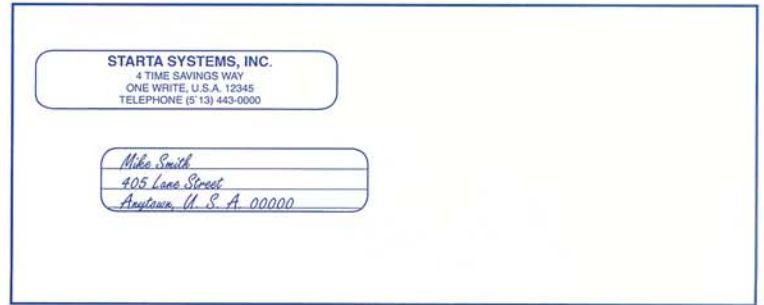 STARTA SYSTEMS, INC.
4 TIME SAVINGS WAY
ONE WRITE, U.S.A. 12345
TELEPHONE (5'13) 443-0000
Mike Smith
405 Lane Street
Anytown, U. S. A. 00000